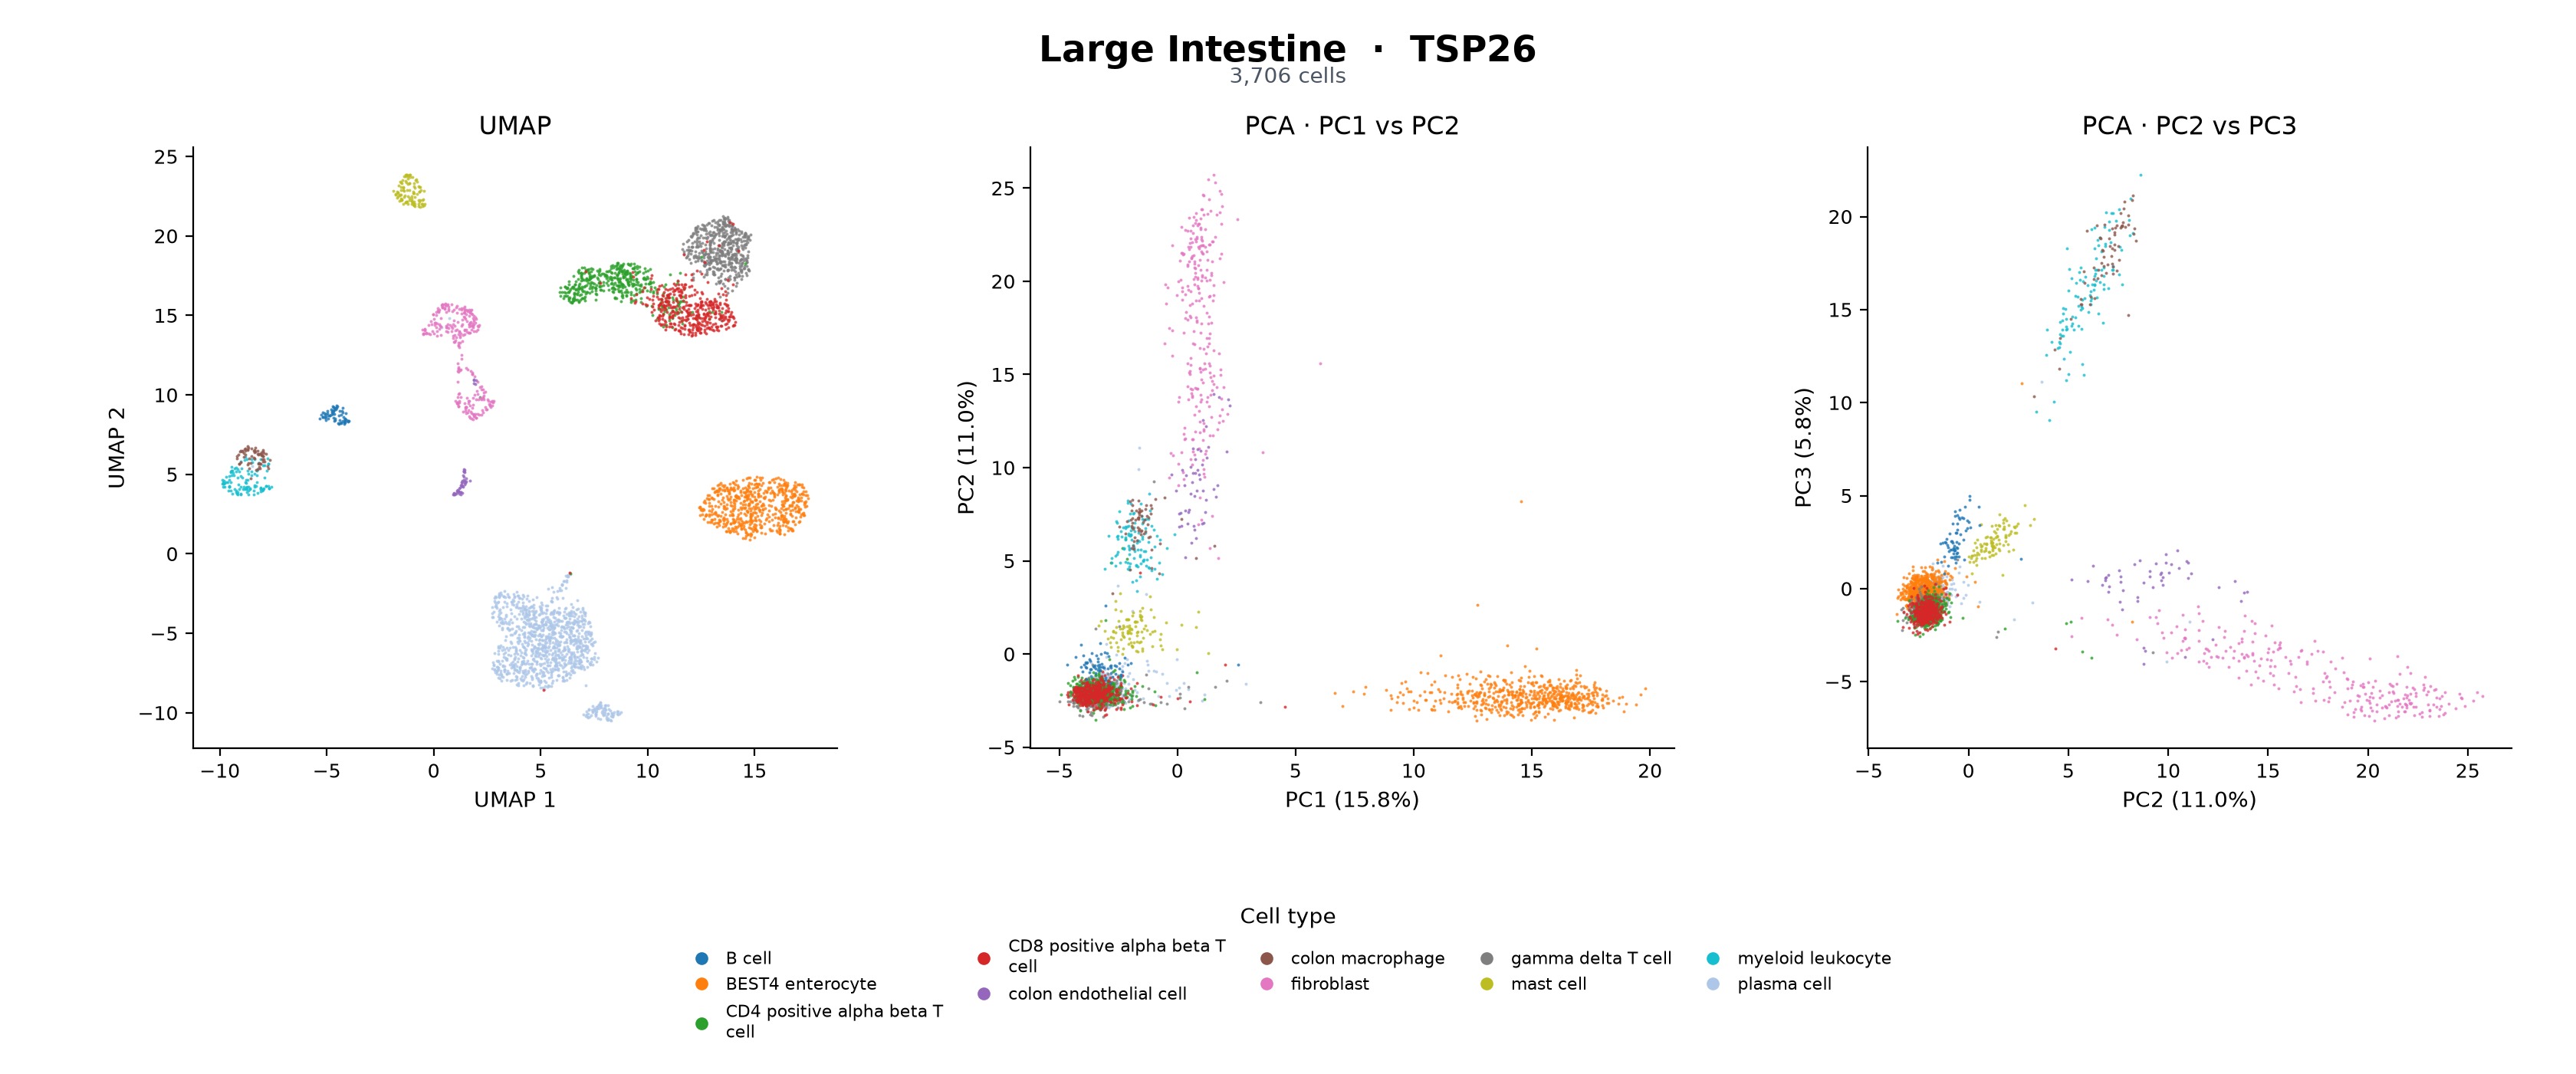 Large Intestine · TSP26
3,706 cells
UMAP
25
20
15
10
5
0
−5
−10
−10
−5
0
5
10
15
UMAP 2
UMAP 1
PCA · PC1 vs PC2
25
20
15
10
5
0
−5
−5
0
5
10
15
20
PC2 (11.0%)
PC1 (15.8%)
PCA · PC2 vs PC3
20
15
10
5
0
−5
−5
0
5
10
15
20
25
PC3 (5.8%)
PC2 (11.0%)
Cell type
B cell
BEST4 enterocyte
CD4 positive alpha beta T
cell
CD8 positive alpha beta T
cell
colon endothelial cell
colon macrophage
fibroblast
gamma delta T cell
mast cell
myeloid leukocyte
plasma cell